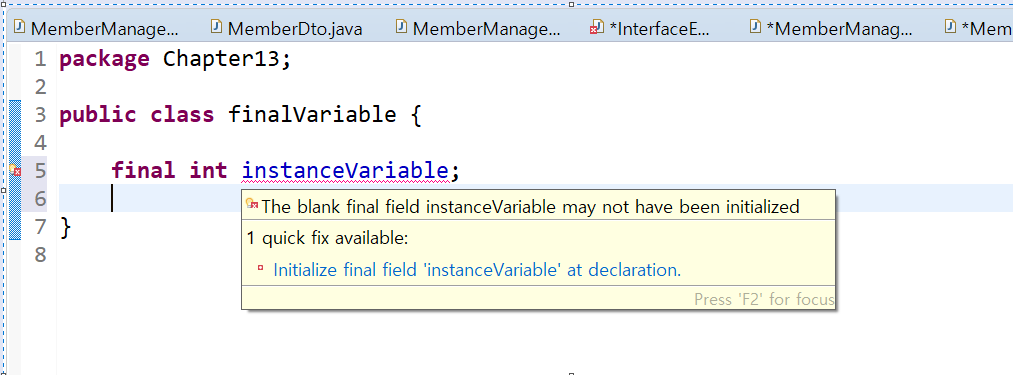 MemberManage... MemberDto.java MemberManage... *InterfaceE... *MemberManag... *Mem
1 package Chapter13;
2
3 public class finalVariable {
4
5 final int instanceVariable;
6
7 }
8
The blank final field instanceVariable may not have been initialized
1 quick fix available:
Initialize final field 'instanceVariable' at declaration.
Press 'F2' for focus